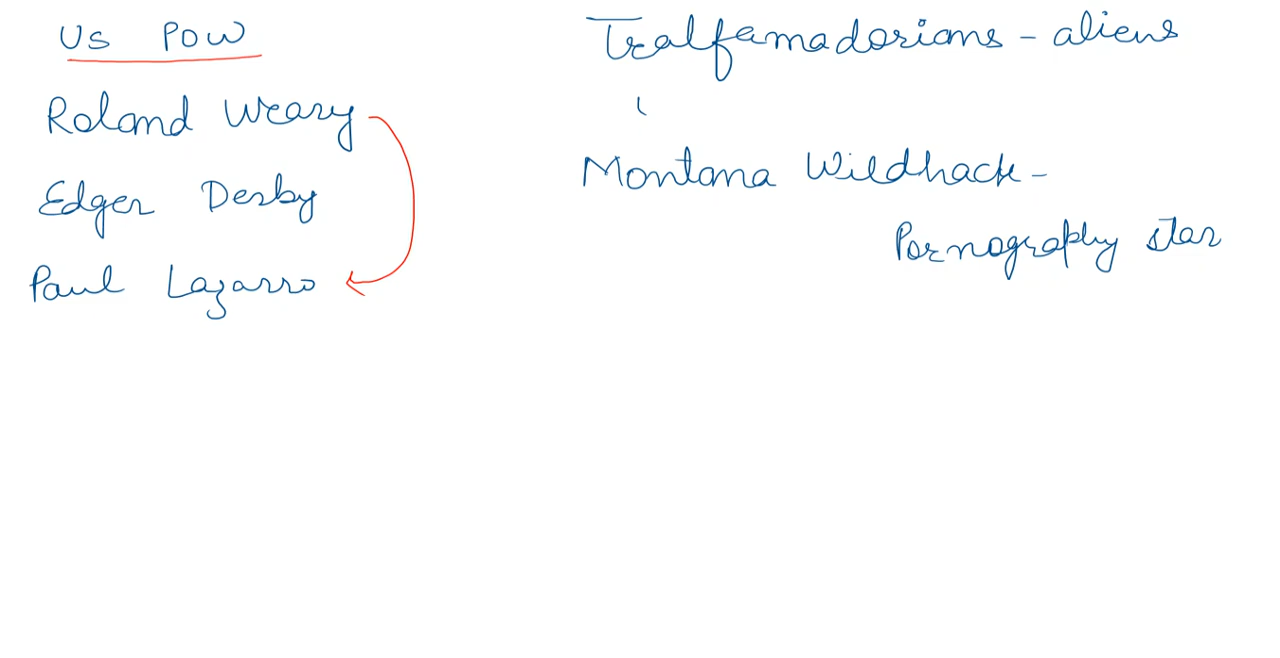 US POW
Roland Weary
Edger Derby
Paul Lazarro
Tralfamadorians - aliens
Montana Wildhack -
Pornography star